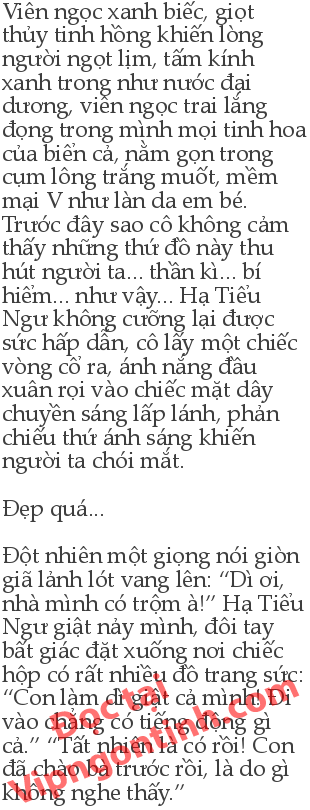 Viên ngọc xanh biếc, giọt
thủy tinh hồng khiến lòng
người ngọt lịm, tấm kính
xanh trong như nước đại
dương, viên ngọc trai lắng
đọng trong mình mọi tinh hoa
của biển cả, nằm gọn trong
cụm lông trắng muốt, mềm
mại V như làn da em bé.
Trước đây sao cô không cảm
thấy những thứ đồ này thu
hút người ta... thần kì... bí
hiểm... như vậy... Hạ Tiểu
Ngư không cưỡng lại được
sức hấp dẫn, cô lấy một chiếc
vòng cổ ra, ánh nắng đầu
xuân rọi vào chiếc mặt dây
chuyền sáng lấp lánh, phản
chiếu thứ ánh sáng khiến
người ta chói mắt.
Đẹp quá...
Đột nhiên một giọng nói giòn
giã lảnh lót vang lên: “Dì ơi,
nhà mình có trộm à!” Hạ Tiểu
Ngư giật nảy mình, đôi tay
bất giác đặt xuống nơi chiếc
hộp có rất nhiều đồ trang sức:
“Con làm dì giật cả mình! Đi
vào chẳng có tiếng động gì
cả.” “Tất nhiên là có rồi! Con
đã chào bà trước rồi, là do gì
không nghe thấy.”
Đọc tại
Vipngontinh.com